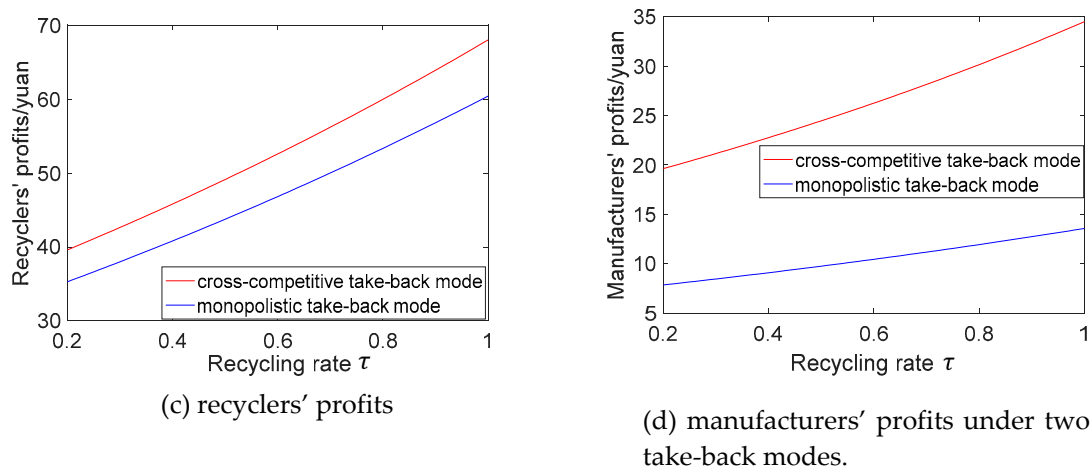 70
60
50
40
30
Recyclers' profits/yuan
cross-competitive take-back mode
monopolistic take-back mode
0.2 0.4 0.6 0.8 1
Recycling rate τ
(c) recyclers’ profits
35
30
25
20
15
10
5
Manufacturers' profits/yuan
cross-competitive take-back mode
monopolistic take-back mode
0.2 0.4 0.6 0.8 1
Recycling rate τ
(d) manufacturers’ profits under two
take-back modes.